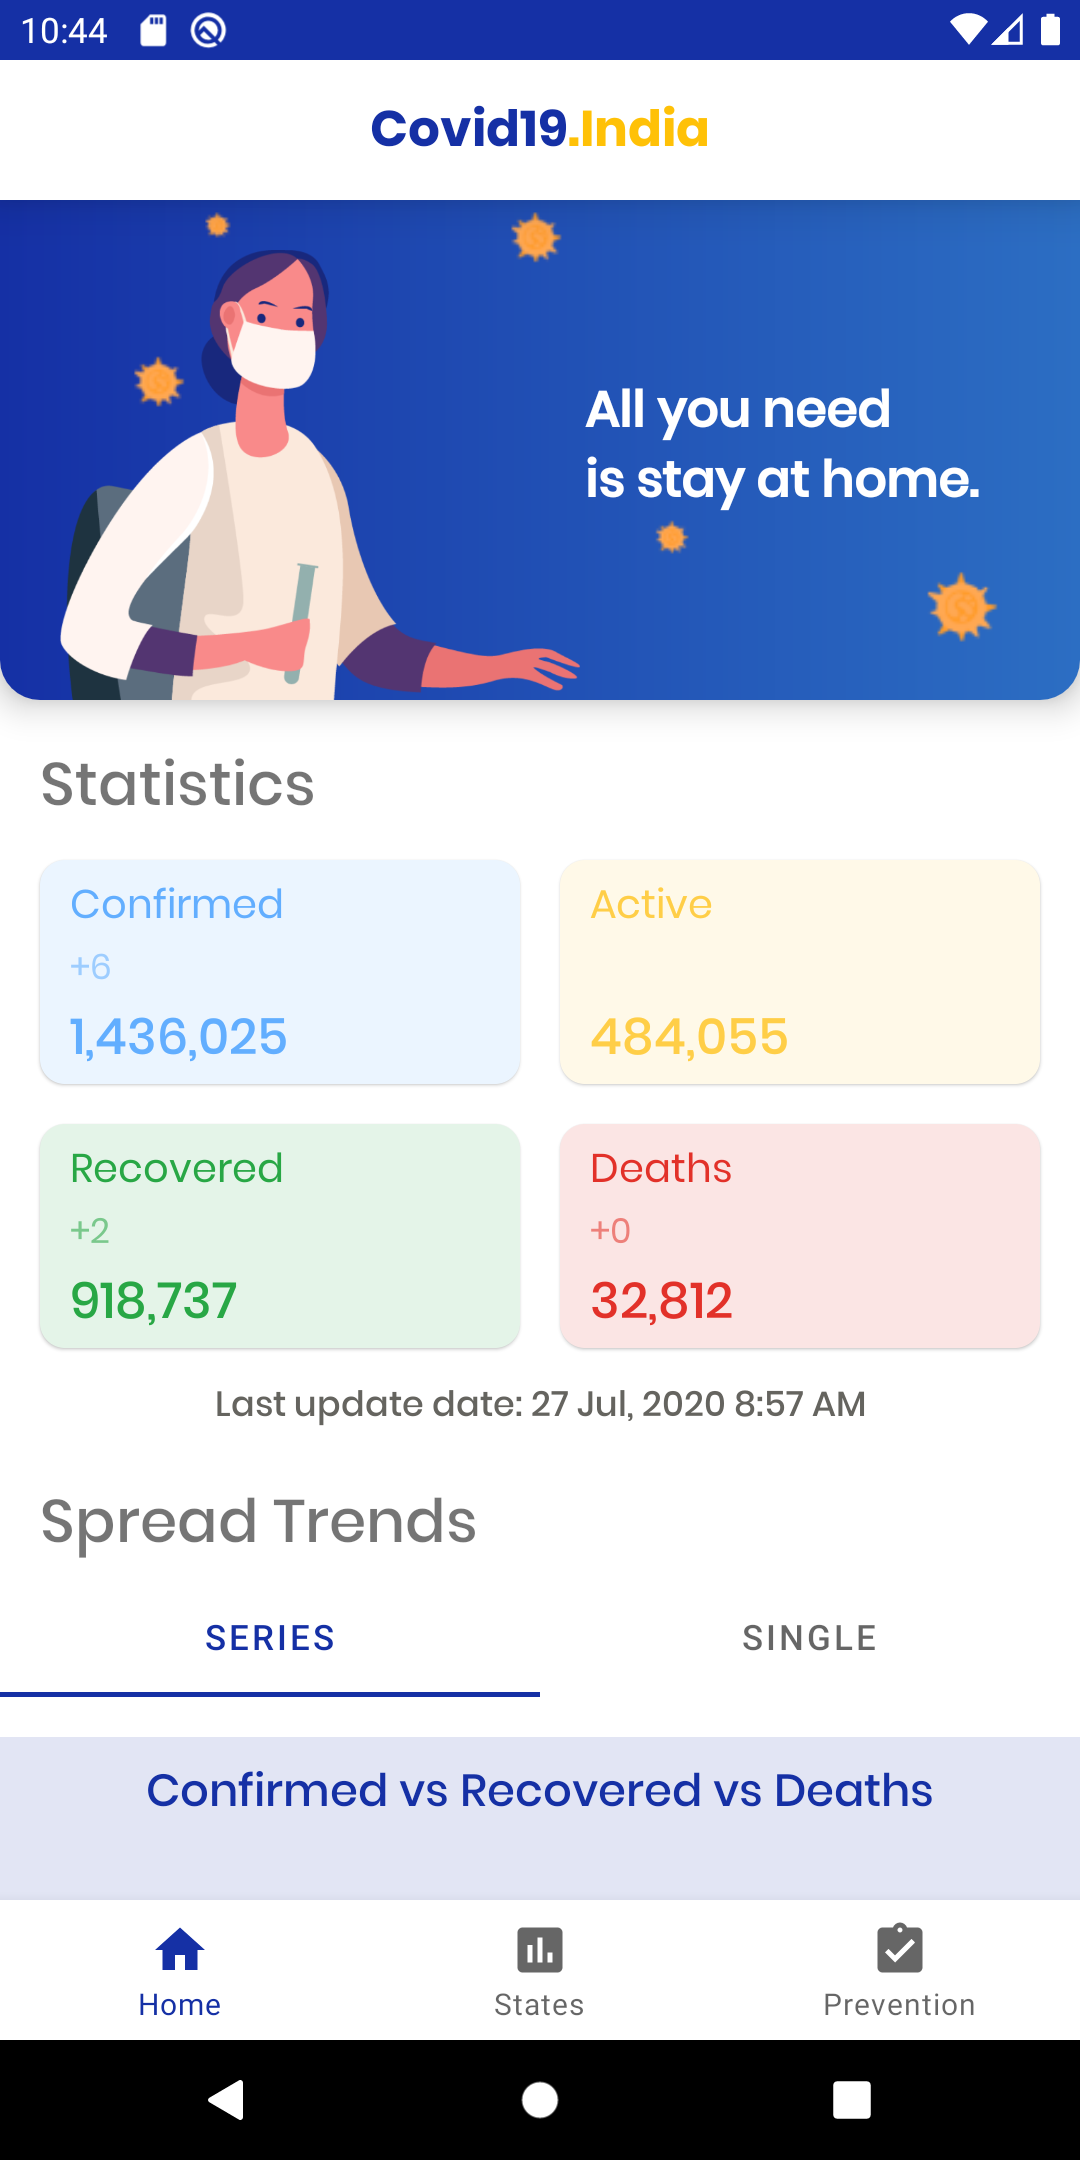 10:44
Covid19.India
All you need
is stay at home.
Statistics
Confirmed
+6
1,436,025
Active
484,055
Recovered
+2
918,737
Deaths
+0
32,812
Last update date: 27 Jul, 2020 8:57 AM
Spread Trends
SERIES
SINGLE
Confirmed vs Recovered vs Deaths
Home
States
Prevention